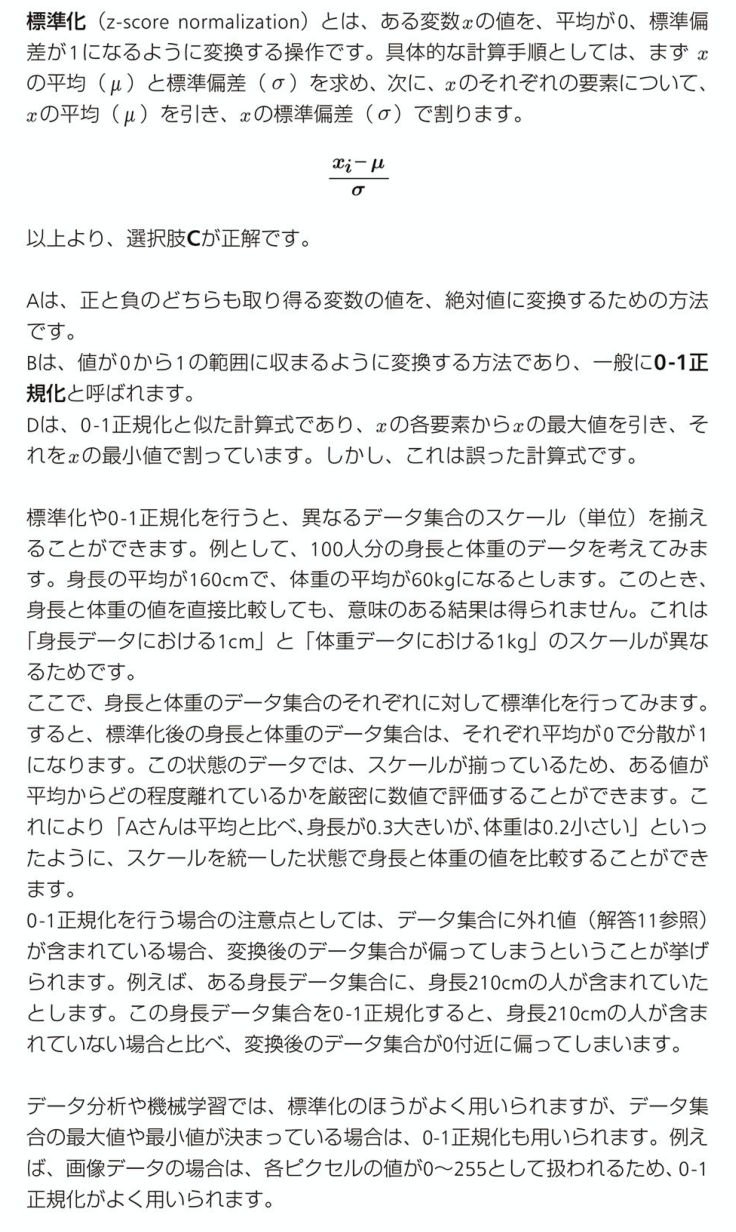 標準化（z-score normalization）とは、ある変数xの値を、平均が0、標準偏
差が1になるように変換する操作です。具体的な計算手順としては、まず x
の平均（μ）と標準偏差（σ）を求め、次に、xのそれぞれの要素について、
xの平均（μ）を引き、xの標準偏差（σ）で割ります。
xi−μ
σ
以上より、選択肢Cが正解です。
Aは、正と負のどちらも取り得る変数の値を、絶対値に変換するための方法
です。
Bは、値が0から1の範囲に収まるように変換する方法であり、一般に0-1正
規化と呼ばれます。
Dは、0-1正規化と似た計算式であり、xの各要素からxの最大値を引き、そ
れをxの最小値で割っています。しかし、これは誤った計算式です。
標準化や0-1正規化を行うと、異なるデータ集合のスケール（単位）を揃え
ることができます。例として、100人分の身長と体重のデータを考えてみま
す。身長の平均が160cmで、体重の平均が60kgになるとします。このとき、
身長と体重の値を直接比較しても、意味のある結果は得られません。これは
「身長データにおける1cm」と「体重データにおける1kg」のスケールが異な
るためです。
ここで、身長と体重のデータ集合のそれぞれに対して標準化を行ってみます。
すると、標準化後の身長と体重のデータ集合は、それぞれ平均が0で分散が1
になります。この状態のデータでは、スケールが揃っているため、ある値が
平均からどの程度離れているかを厳密に数値で評価することができます。こ
れにより「Aさんは平均と比べ、身長が0.3大きいが、体重は0.2小さい」といっ
たように、スケールを統一した状態で身長と体重の値を比較することができ
ます。
0-1正規化を行う場合の注意点としては、データ集合に外れ値（解答11参照）
が含まれている場合、変換後のデータ集合が偏ってしまうということが挙げ
られます。例えば、ある身長データ集合に、身長210cmの人が含まれていた
とします。この身長データ集合を0-1正規化すると、身長210cmの人が含ま
れていない場合と比べ、変換後のデータ集合が0付近に偏ってしまいます。
データ分析や機械学習では、標準化のほうがよく用いられますが、データ集
合の最大値や最小値が決まっている場合は、0-1正規化も用いられます。例え
ば、画像データの場合は、各ピクセルの値が0〜255として扱われるため、0-1
正規化がよく用いられます。